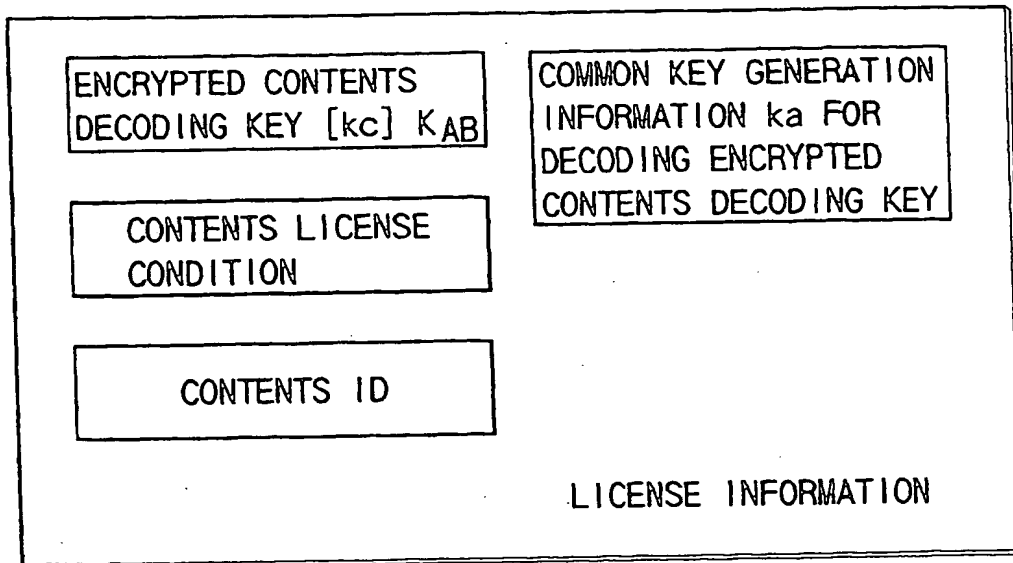 ENCRYPTED CONTENTS
DECODING KEY [kc] KAB
CONTENTS LICENSE
CONDITION
CONTENTS ID
COMMON KEY GENERATION
INFORMATION ka FOR
DECODING ENCRYPTED
CONTENTS DECODING KEY
LICENSE INFORMATION